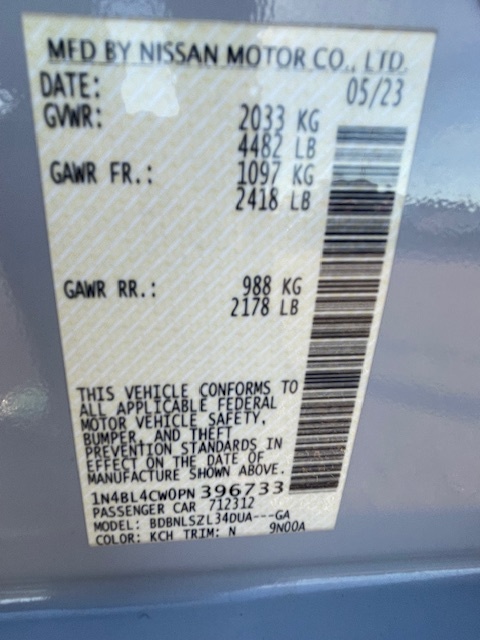 MFD BY NISSAN MOTOR CO., LTD.
DATE: 05/23
GVWR: 2033 KG
4482 LB
GAWR FR.: 1097 KG
2418 LB
GAWR RR.: 988 KG
2178 LB
THIS VEHICLE CONFORMS TO
ALL APPLICABLE FEDERAL
MOTOR VEHICLE SAFETY,
BUMPER, AND THEFT
PREVENTION STANDARDS IN
EFFECT ON THE DATE OF
MANUFACTURE SHOWN ABOVE.
1N4BL4CW0PN396733
PASSENGER CAR 712312
MODEL: BDBNLSZL34DUA---GA
COLOR: KCH TRIM: N 9N00A